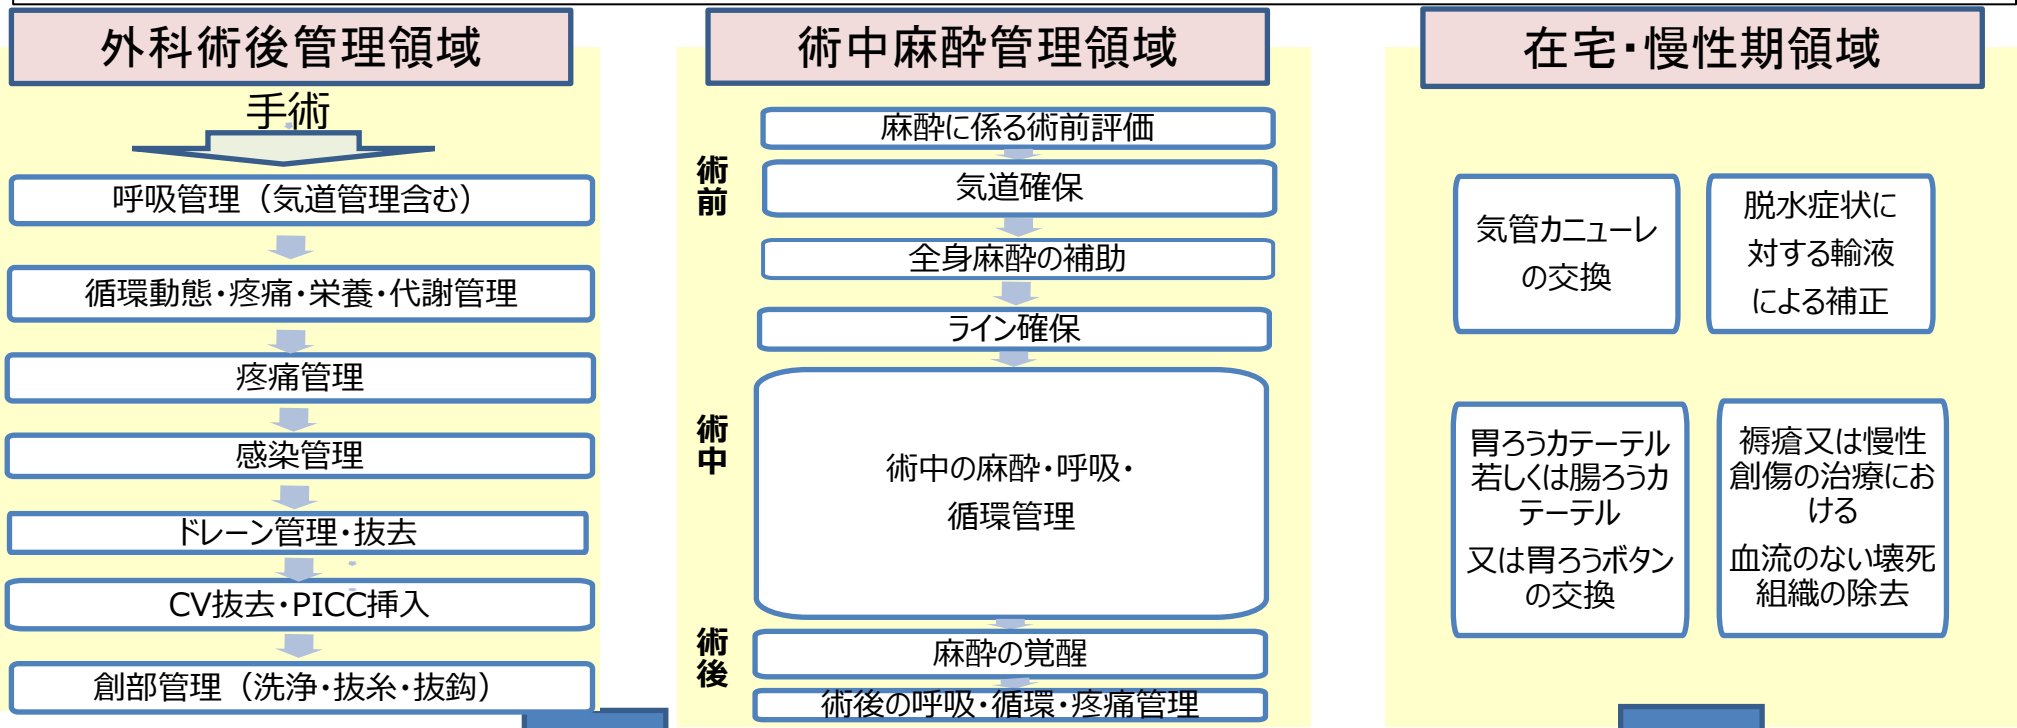 外科術後管理領域
手術
呼吸管理（気道管理含む）
循環動態・疼痛・栄養・代謝管理
疼痛管理
感染管理
ドレーン管理・抜去
CV抜去・PICC挿入
創部管理（洗浄・抜糸・抜鈎）
術中麻酔管理領域
術前
麻酔に係る術前評価
気道確保
全身麻酔の補助
ライン確保
術中
術中の麻酔・呼吸・
循環管理
術後
麻酔の覚醒
術後の呼吸・循環・疼痛管理
在宅・慢性期領域
気管カニューレ
の交換
脱水症状に
対する輸液
による補正
胃ろうカテーテル
若しくは腸ろうカ
テーテル
又は胃ろうボタン
の交換
褥瘡又は慢性
創傷の治療にお
ける
血流のない壊死
組織の除去